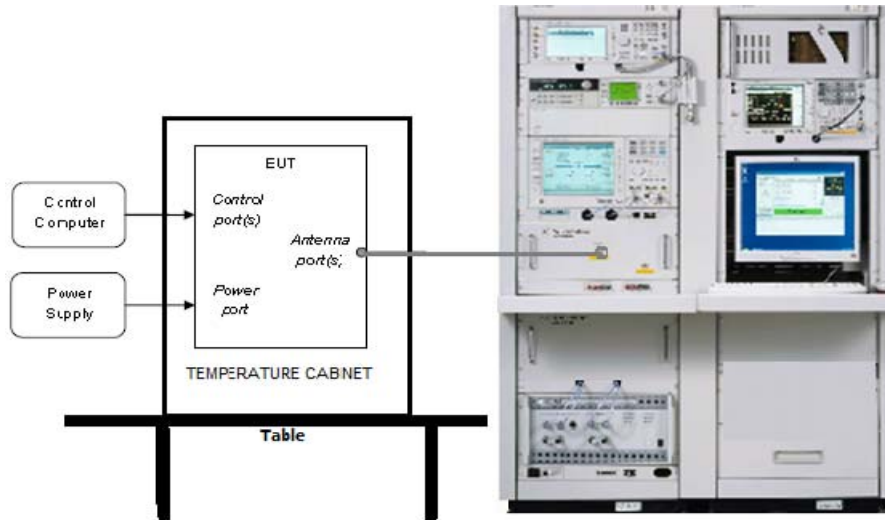 Control
Computer
Power
Supply
EUT
Control
port(s)
Antenna
port(s)
Power
port
TEMPERATURE CABNET
Table